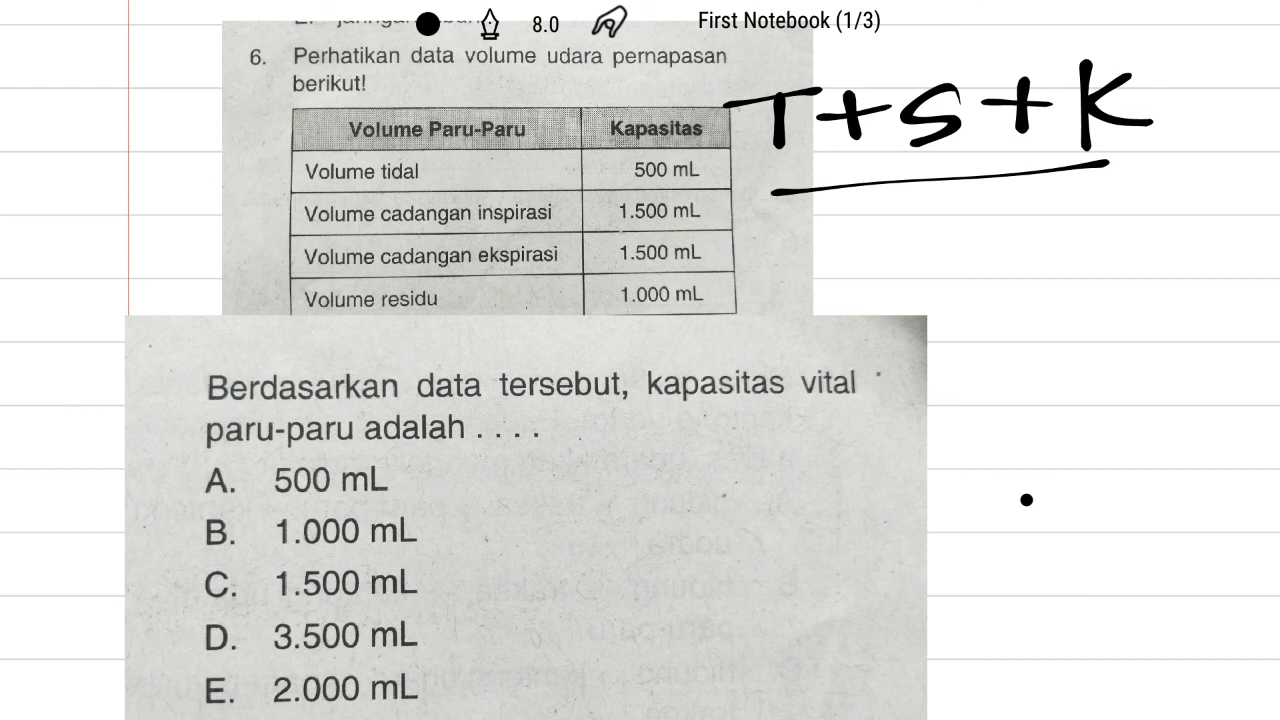 8.0
First Notebook (1/3)
6. Perhatikan data volume udara pernapasan
berikut!
Volume Paru-Paru Kapasitas
Volume tidal 500 mL
Volume cadangan inspirasi 1.500 mL
Volume cadangan ekspirasi 1.500 mL
Volume residu 1.000 mL
T+S+K
Berdasarkan data tersebut, kapasitas vital
paru-paru adalah . . . .
A. 500 mL
B. 1.000 mL
C. 1.500 mL
D. 3.500 mL
E. 2.000 mL